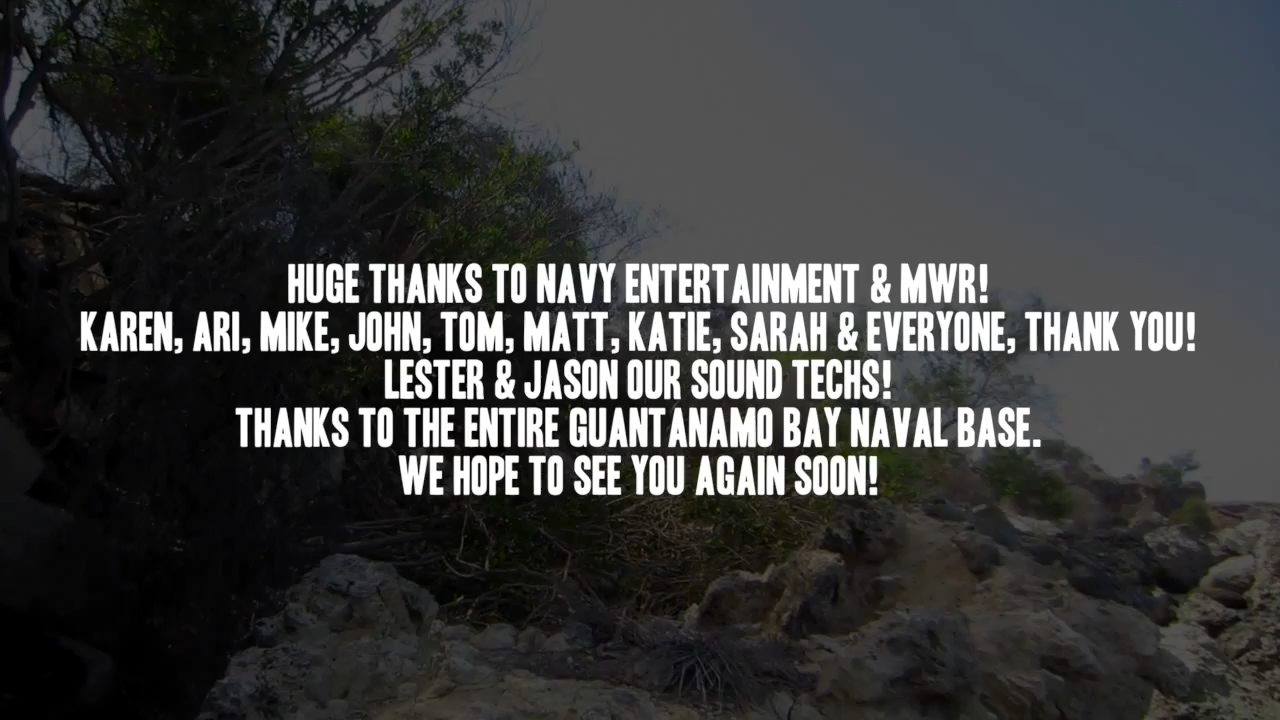 HUGE THANKS TO NAVY ENTERTAINMENT & MWR!
KAREN, ARI, MIKE, JOHN, TOM, MATT, KATIE, SARAH & EVERYONE, THANK YOU!
LESTER & JASON OUR SOUND TECHS!
THANKS TO THE ENTIRE GUANTANAMO BAY NAVAL BASE.
WE HOPE TO SEE YOU AGAIN SOON!